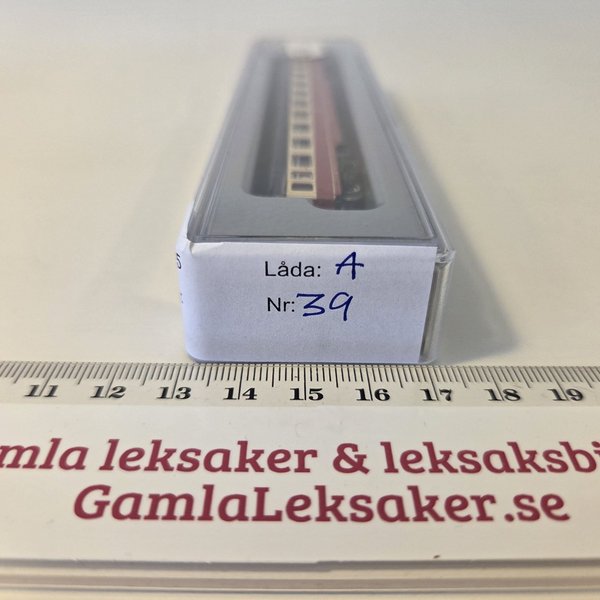 Låda: A
Nr: 39
11 12 13 14 15 16 17 18 19
mla leksaker & leksaksbi
GamlaLeksaker.se